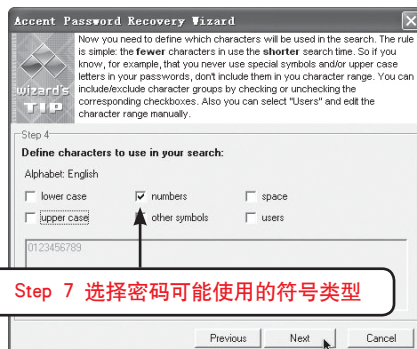 Accent Password Recovery Wizard
Now you need to define which characters will be used in the search. The rule
is simple: the fewer characters in use the shorter search time. So if you
know, for example, that you never use special symbols and/or upper case
letters in your passwords, don't include them in you character range. You can
include/exclude character groups by checking or unchecking the
corresponding checkboxes. Also you can select "Users" and edit the
character range manually.
wizard's
TIP
Step 4
Define characters to use in your search:
Alphabet: English
lower case numbers space
upper case other symbols users
0123456789
Step 7 选择密码可能使用的符号类型
Previous Next Cancel